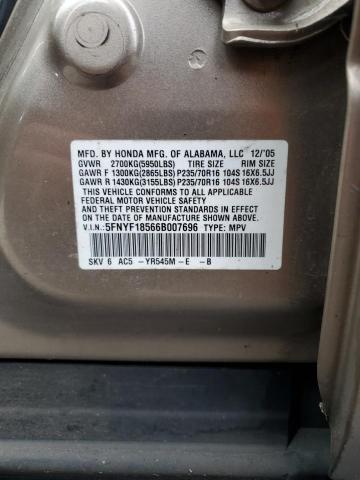 MFD. BY HONDA MFG. OF ALABAMA, LLC 12/'05
GVWR 2700KG(5950LBS) TIRE SIZE RIM SIZE
GAWR F 1300KG(2865LBS) P235/70R16 104S 16X6.5JJ
GAWR R 1430KG(3155LBS) P235/70R16 104S 16X6.5JJ
THIS VEHICLE CONFORMS TO ALL APPLICABLE
FEDERAL MOTOR VEHICLE SAFETY
AND THEFT PREVENTION STANDARDS IN EFFECT ON THE
DATE OF MANUFACTURE SHOWN ABOVE.
V.I.N.:5FNYF18566B007696 TYPE: MPV
SKV 6 AC5 -YR545M-E -B